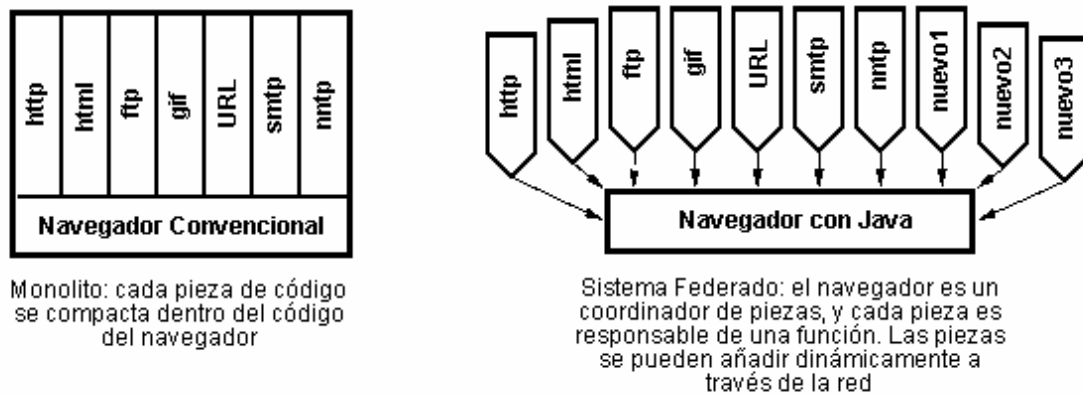 http
html
ftp
gif
URL
smtp
nntp
Navegador Convencional
Monolito: cada pieza de código
se compacta dentro del código
del navegador
http
html
ftp
gif
URL
smtp
nntp
nuevo1
nuevo2
nuevo3
Navegador con Java
Sistema Federado: el navegador es un
coordinador de piezas, y cada pieza es
responsable de una función. Las piezas
se pueden añadir dinámicamente a
través de la red